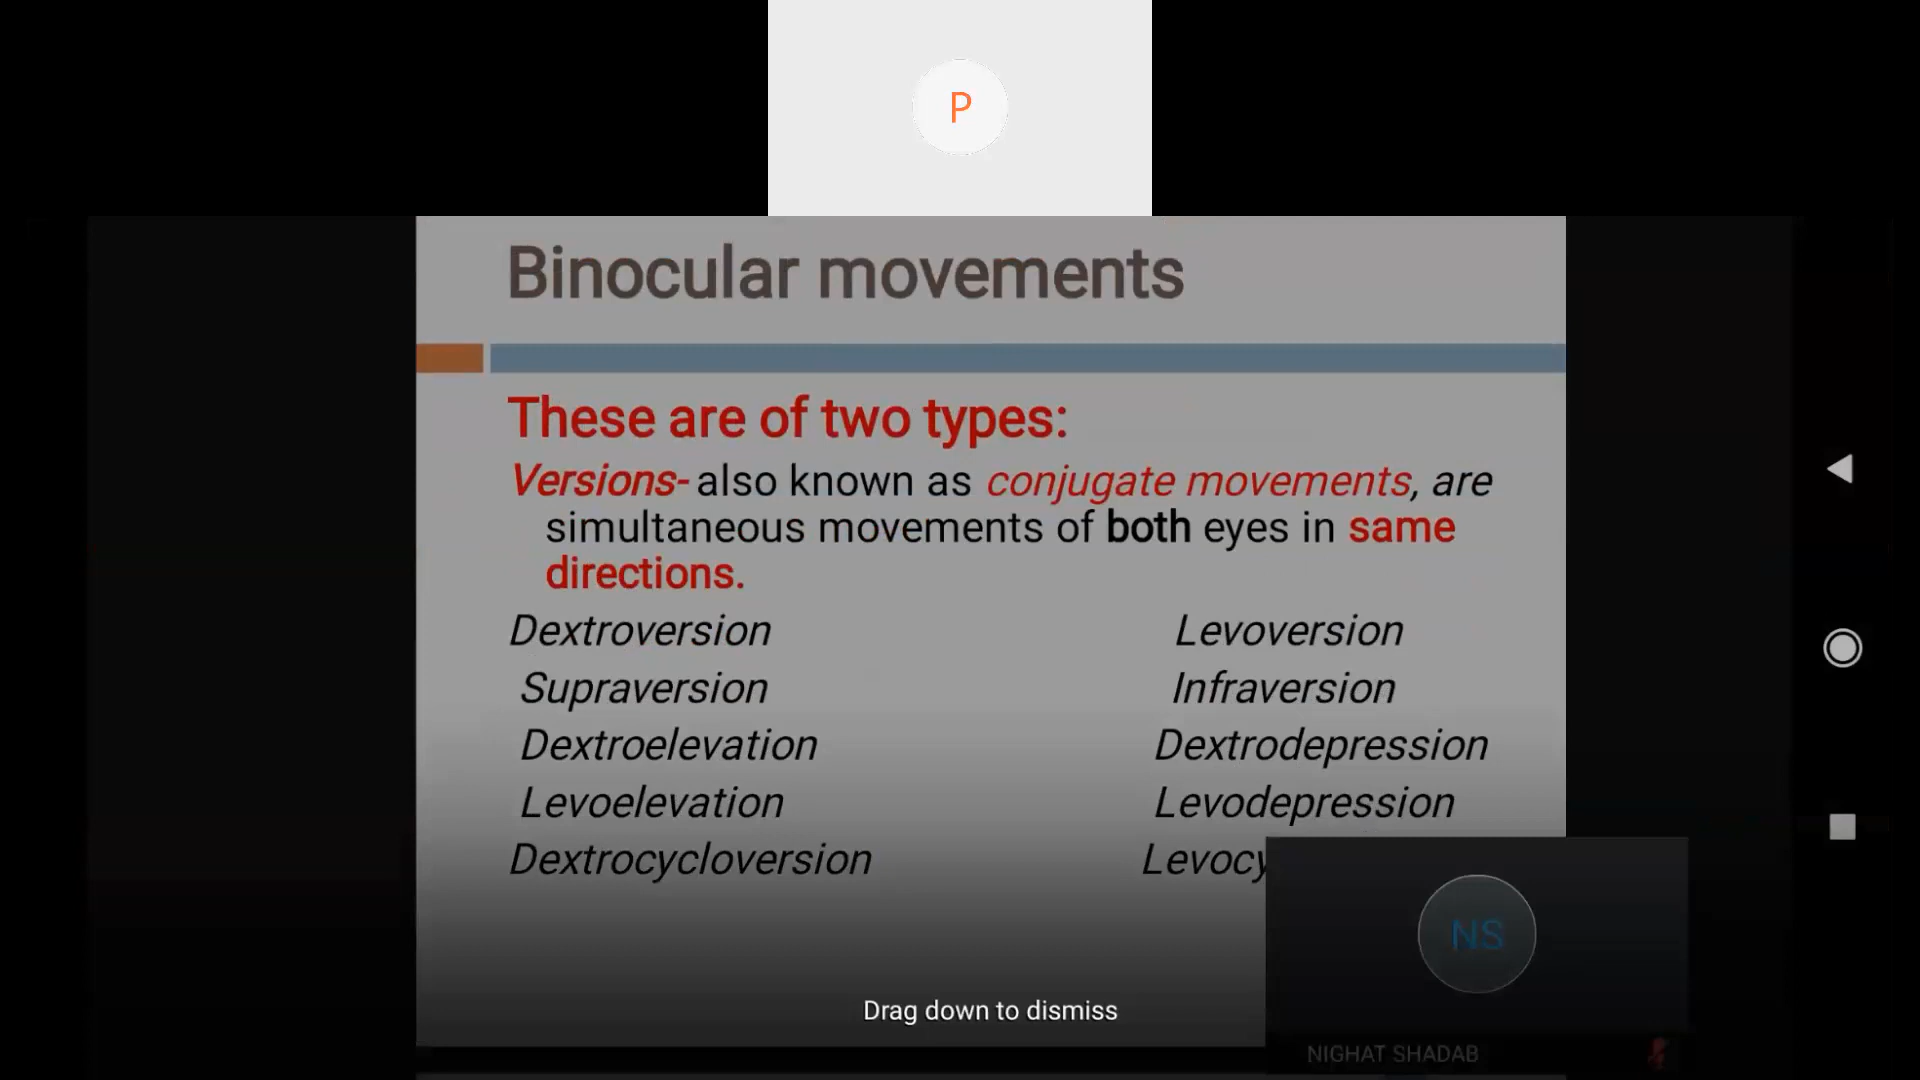 P
Binocular movements
These are of two types:
Versions- also known as conjugate movements, are
simultaneous movements of both eyes in same
directions.
Dextroversion Levoversion
Supraversion Infraversion
Dextroelevation Dextrodepression
Levoelevation Levodepression
Dextrocycloversion Levocy
NS
Drag down to dismiss
NIGHAT SHADAB